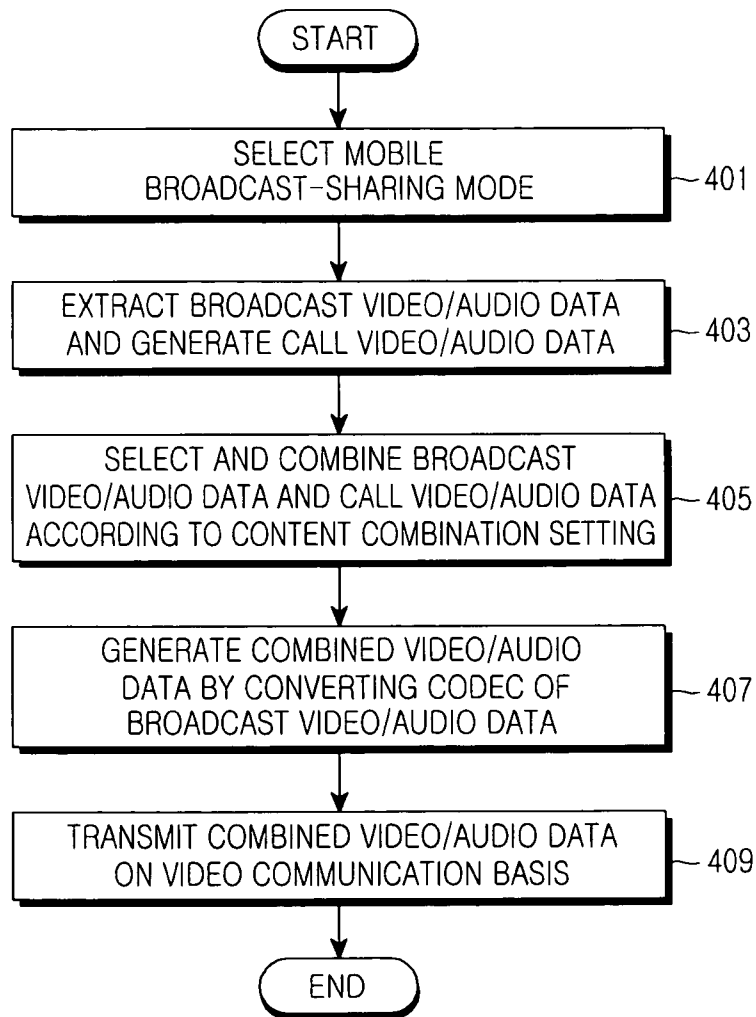 START
SELECT MOBILE
BROADCAST-SHARING MODE
401
EXTRACT BROADCAST VIDEO/AUDIO DATA
AND GENERATE CALL VIDEO/AUDIO DATA
403
SELECT AND COMBINE BROADCAST
VIDEO/AUDIO DATA AND CALL VIDEO/AUDIO DATA
ACCORDING TO CONTENT COMBINATION SETTING
405
GENERATE COMBINED VIDEO/AUDIO
DATA BY CONVERTING CODEC OF
BROADCAST VIDEO/AUDIO DATA
407
TRANSMIT COMBINED VIDEO/AUDIO DATA
ON VIDEO COMMUNICATION BASIS
409
END